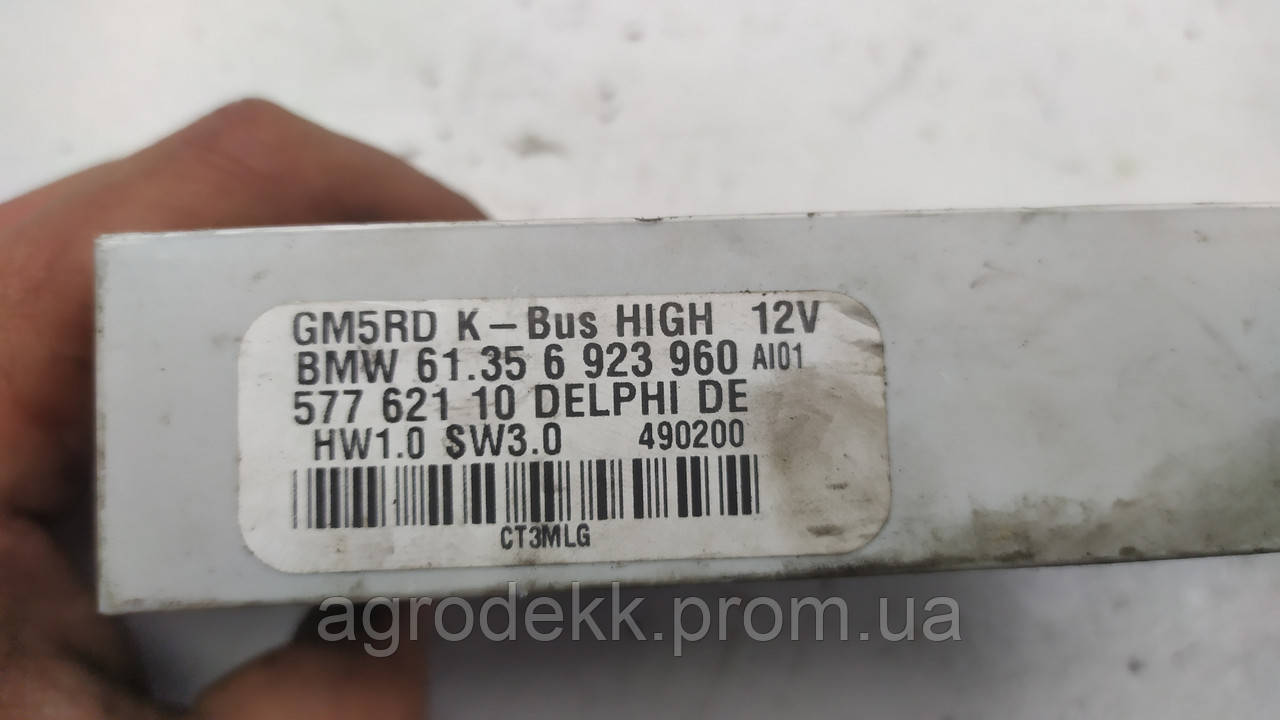 GM5RD K-Bus HIGH 12V
BMW 61.35 6 923 960 AI01
577 621 10 DELPHI DE
HW1.0 SW3.0 490200
CT3MLG
agrodekk.prom.ua